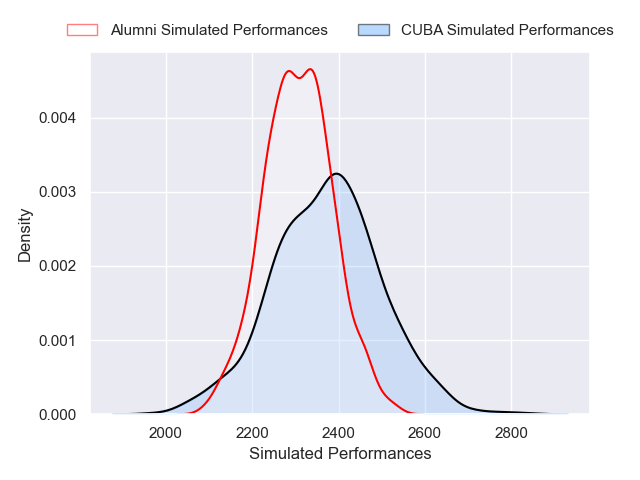 Alumni Simulated Performances CUBA Simulated Performances
0.004
0.003
0.002
0.001
0.000
Density
2000 2200 2400 2600 2800
Simulated Performances